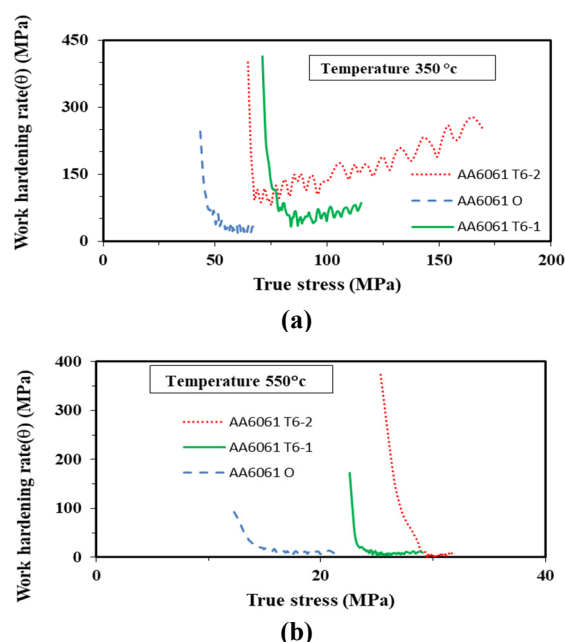 450
Temperature 350 °c
300
AA6061 T6-2
150
AA6061 O
AA6061 T6-1
0
0 50 100 150 200
Work hardening rate(θ) (MPa)
True stress (MPa)
(a)
400
Temperature 550°c
300
AA6061 T6-2
200
AA6061 T6-1
AA6061 O
100
0
0 20 40
Work hardening rate(θ) (MPa)
True stress (MPa)
(b)